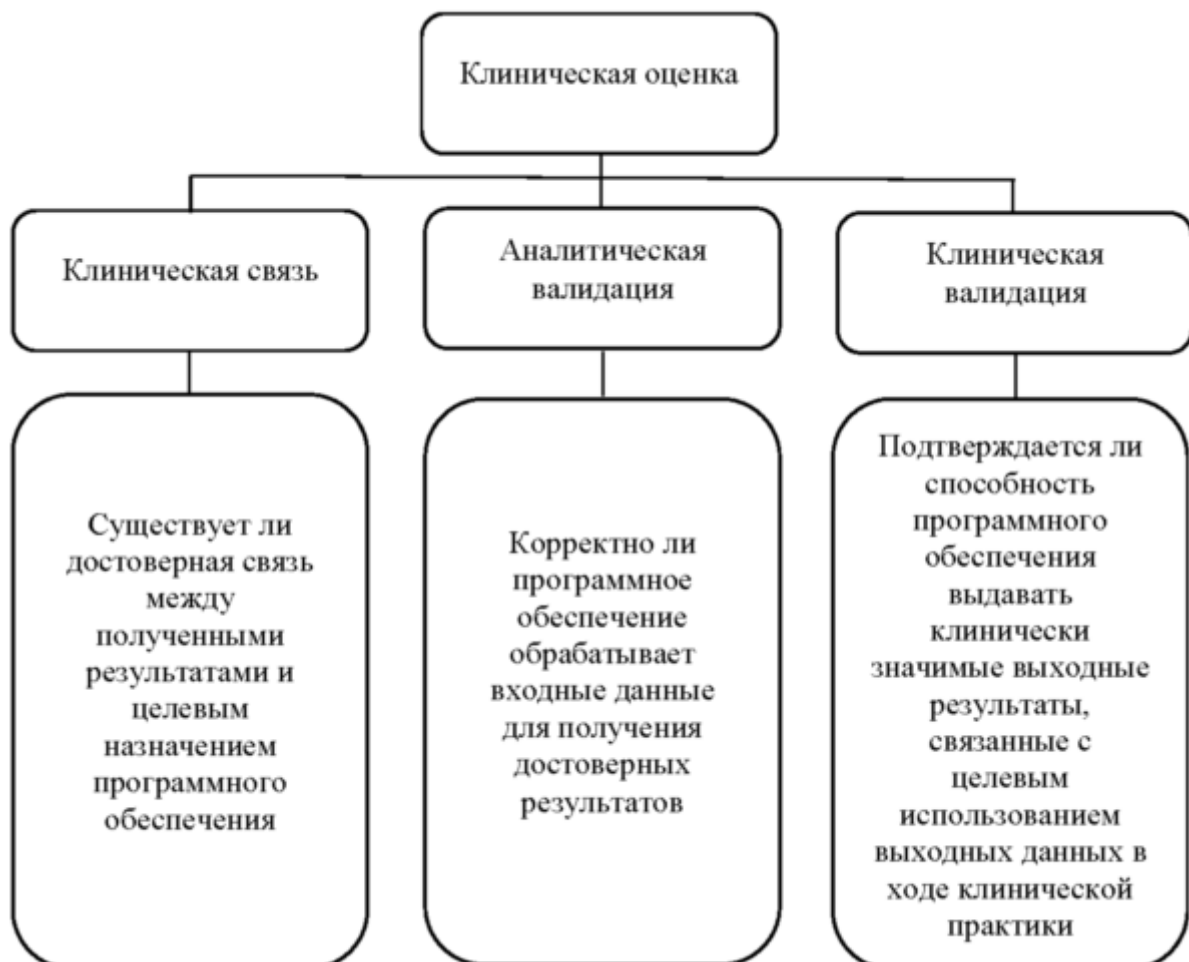 Клиническая оценка
Клиническая связь
Аналитическая
валидация
Клиническая
валидация
Существует ли
достоверная связь
между
полученными
результатами и
целевым
назначением
программного
обеспечения
Корректно ли
программное
обеспечение
обрабатывает
входные данные
для получения
достоверных
результатов
Подтверждается ли
способность
программного
обеспечения
выдавать
клинически
значимые выходные
результаты,
связанные с
целевым
использованием
выходных данных в
ходе клинической
практики